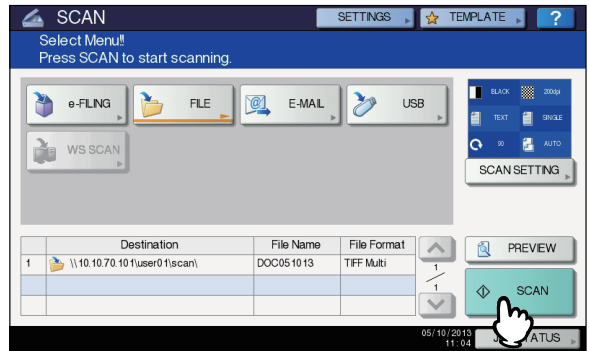 SCAN
SETTINGS
TEMPLATE
?
Select Menu!!
Press SCAN to start scanning.
e-FILING
FILE
E-MAIL
USB
WS SCAN
BLACK
200dpi
TEXT
SINGLE
90
AUTO
SCAN SETTING
Destination File Name File Format
1 \\10.10.70.101\user01\scan\ DOC051013 TIFF Multi
1
1
PREVIEW
SCAN
05/10/2013
11:04